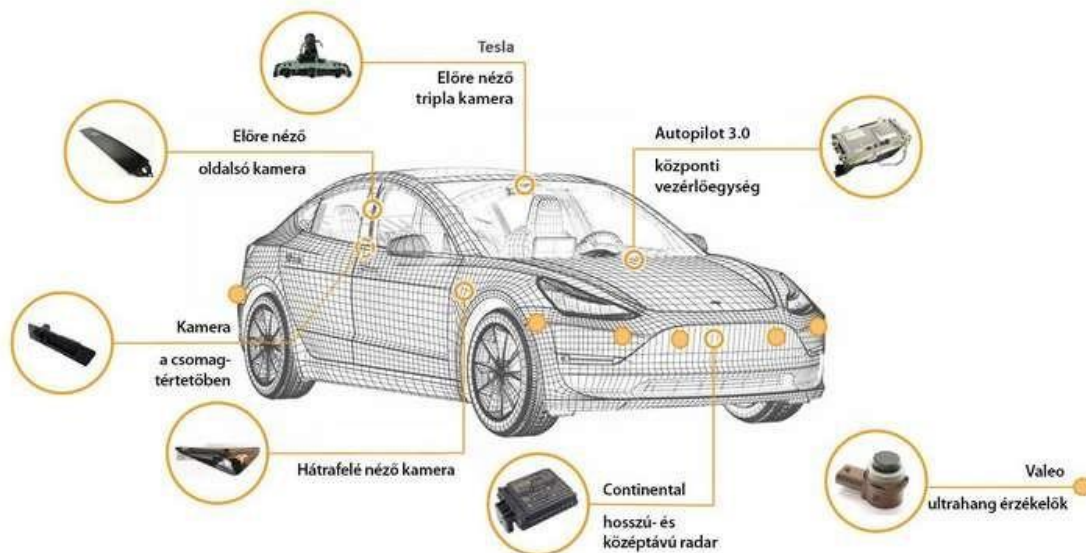 Tesla
Előre néző
tripla kamera
Előre néző
oldalsó kamera
Autopilot 3.0
központi
vezérlőegység
Kamera
a csomag-
tértetőben
Hátrafelé néző kamera
Continental
hosszú- és
középtávú radar
Valeo
ultrahang érzékelők